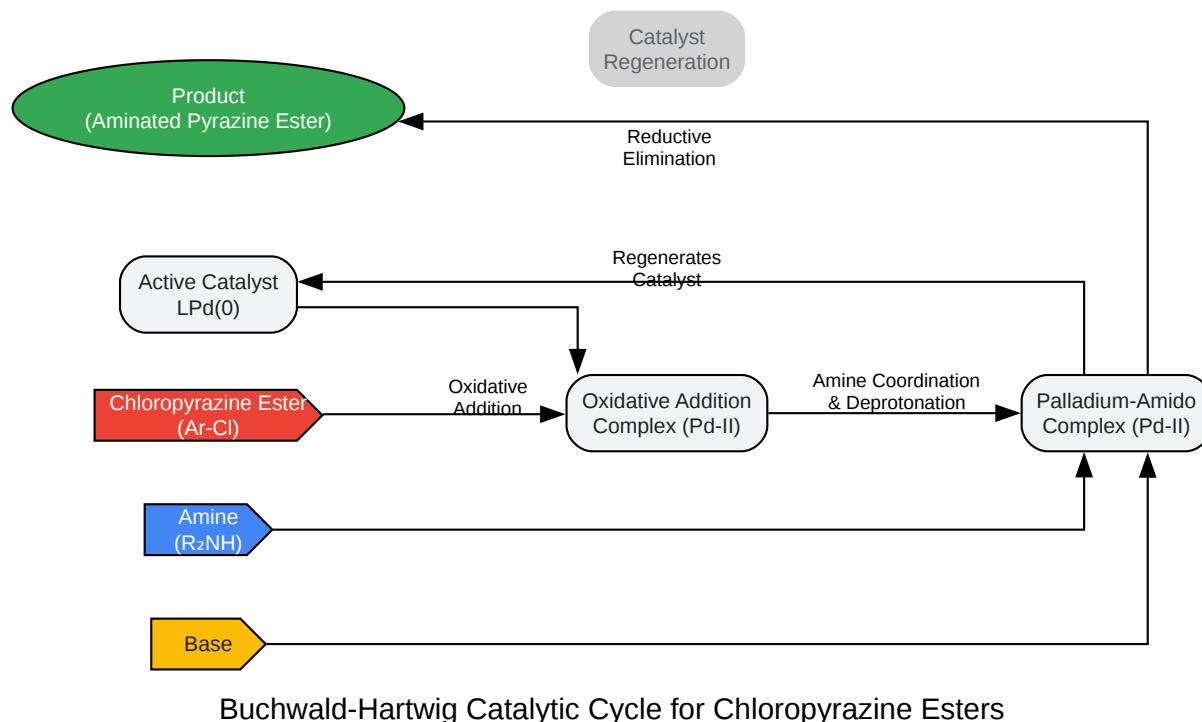 Catalyst
Regeneration
Product
(Aminated Pyrazine Ester)
Reductive
Elimination
Regenerates
Catalyst
Active Catalyst
LPd(0)
Chloropyrazine Ester
(Ar-Cl)
Oxidative
Addition
Oxidative Addition
Complex (Pd-II)
Amine Coordination
& Deprotonation
Palladium-Amido
Complex (Pd-II)
Amine
(R₂NH)
Base
Buchwald-Hartwig Catalytic Cycle for Chloropyrazine Esters